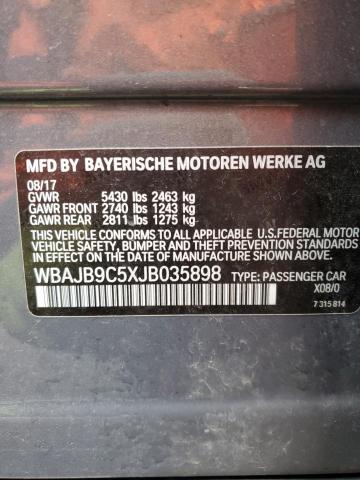 MFD BY BAYERISCHE MOTOREN WERKE AG
08/17
GVWR 5430 lbs 2463 kg
GAWR FRONT 2740 lbs 1243 kg
GAWR REAR 2811 lbs 1275 kg
THIS VEHICLE CONFORMS TO ALL APPLICABLE U.S.FEDERAL MOTOR
VEHICLE SAFETY, BUMPER AND THEFT PREVENTION STANDARDS
IN EFFECT ON THE DATE OF MANUFACTURE SHOWN ABOVE.
WBAJB9C5XJB035898 TYPE: PASSENGER CAR
X08/0
7 315 814